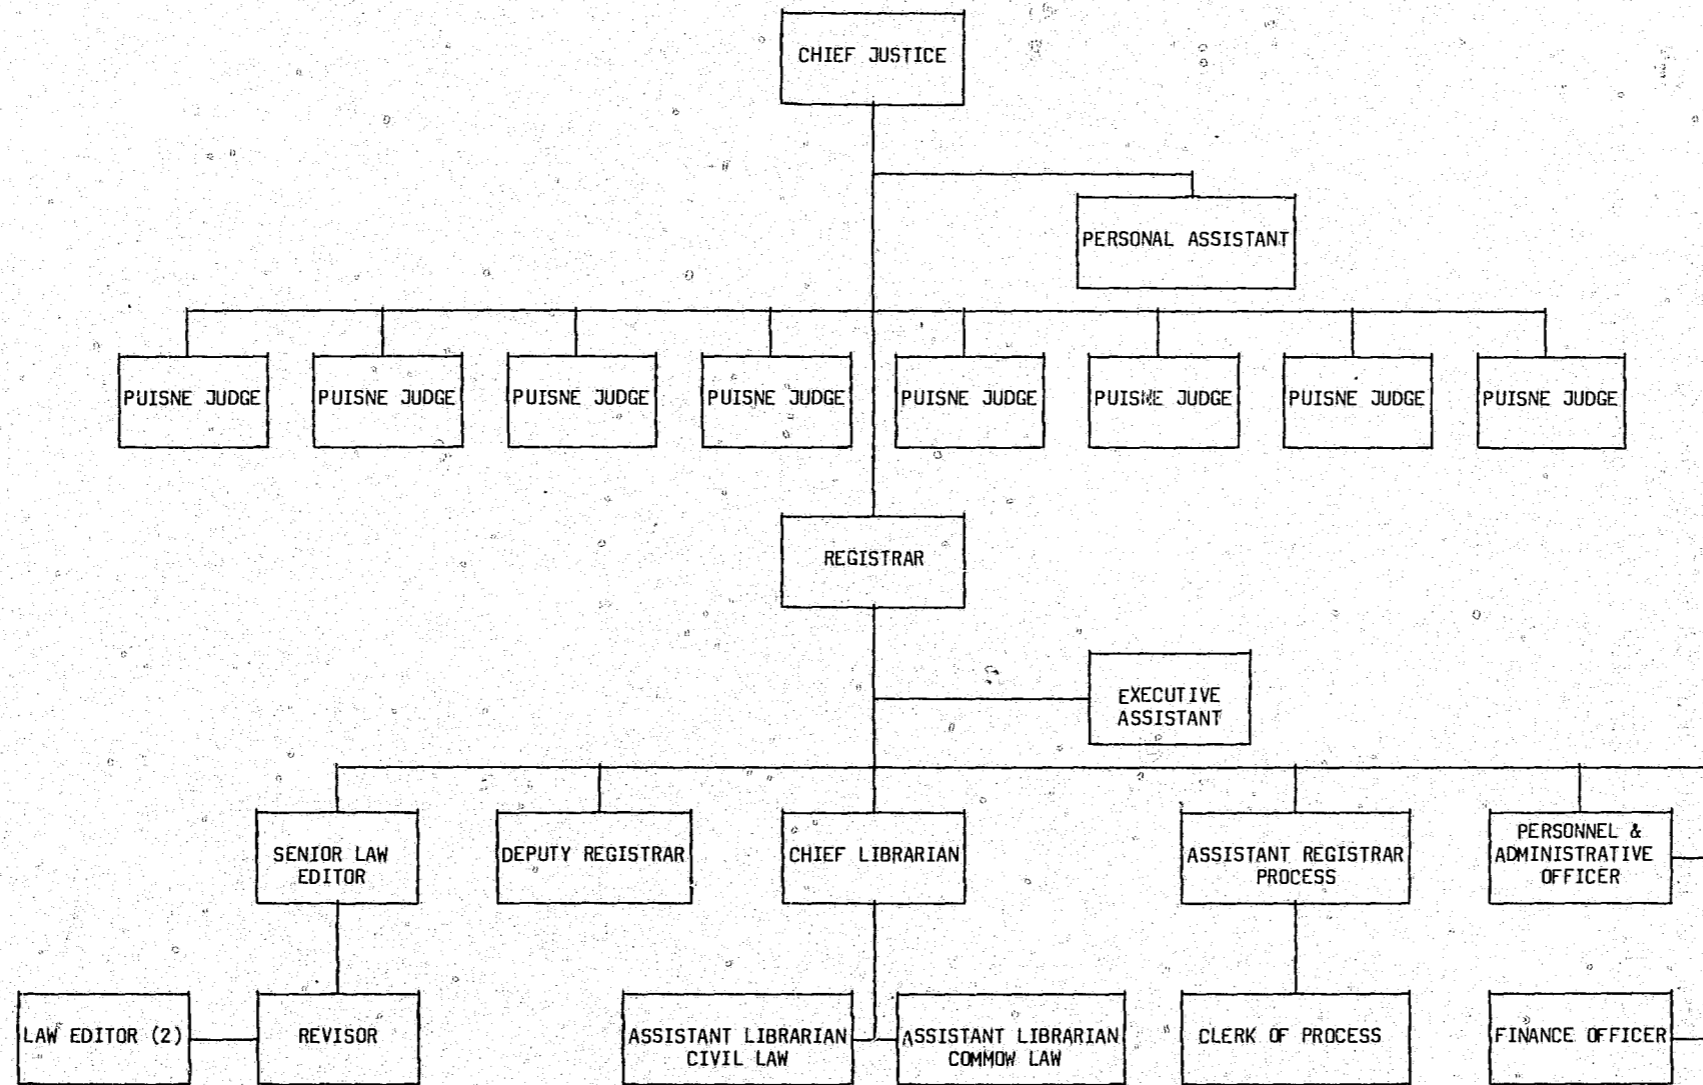 CHIEF JUSTICE
PERSONAL ASSISTANT
PUISNE JUDGE
PUISNE JUDGE
PUISNE JUDGE
PUISNE JUDGE
PUISNE JUDGE
PUISNE JUDGE
PUISNE JUDGE
PUISNE JUDGE
REGISTRAR
EXECUTIVE
ASSISTANT
SENIOR LAW
EDITOR
DEPUTY REGISTRAR
CHIEF LIBRARIAN
ASSISTANT REGISTRAR
PROCESS
PERSONNEL &
ADMINISTRATIVE
OFFICER
LAW EDITOR (2)
REVISOR
ASSISTANT LIBRARIAN
CIVIL LAW
ASSISTANT LIBRARIAN
COMMOW LAW
CLERK OF PROCESS
FINANCE OFFICER